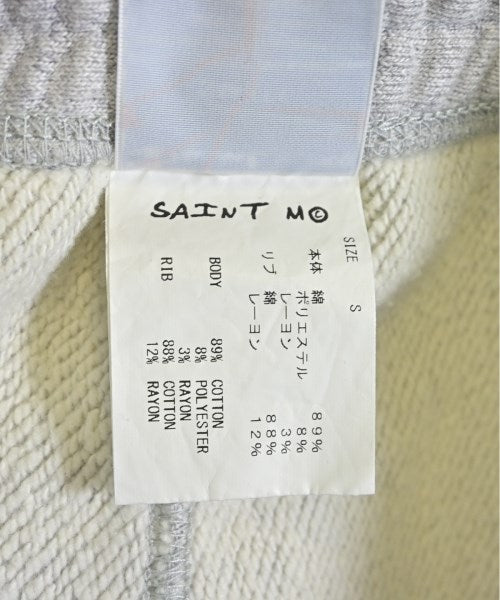 SAINT M©
SIZE S
本体 綿 89%
ポリエステル 8%
レーヨン 3%
リブ 綿 88%
レーヨン 12%
BODY 89% COTTON
8% POLYESTER
3% RAYON
RIB 88% COTTON
12% RAYON